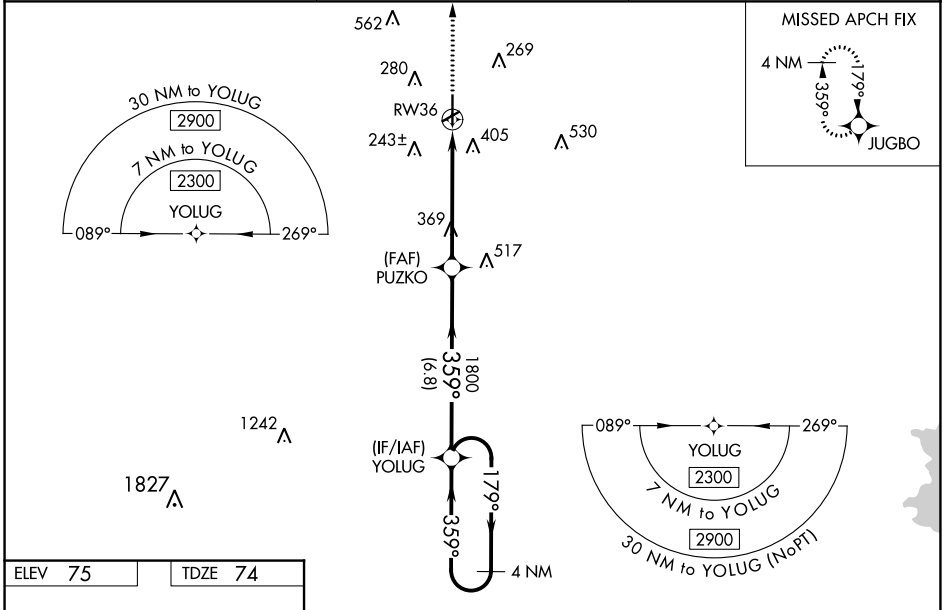 562
269
280
RW36
243±
405
530
MISSED APCH FIX
4 NM
359°
179°
JUGBO
30 NM to YOLUG
2900
7 NM to YOLUG
2300
YOLUG
089°
269°
369
517
(FAF)
PUZKO
1800
359°
(6.8)
1242
1827
(IF/IAF)
YOLUG
179°
359°
4 NM
089°
269°
YOLUG
2300
7 NM to YOLUG
2900
30 NM to YOLUG (NoPT)
ELEV 75
TDZE 74